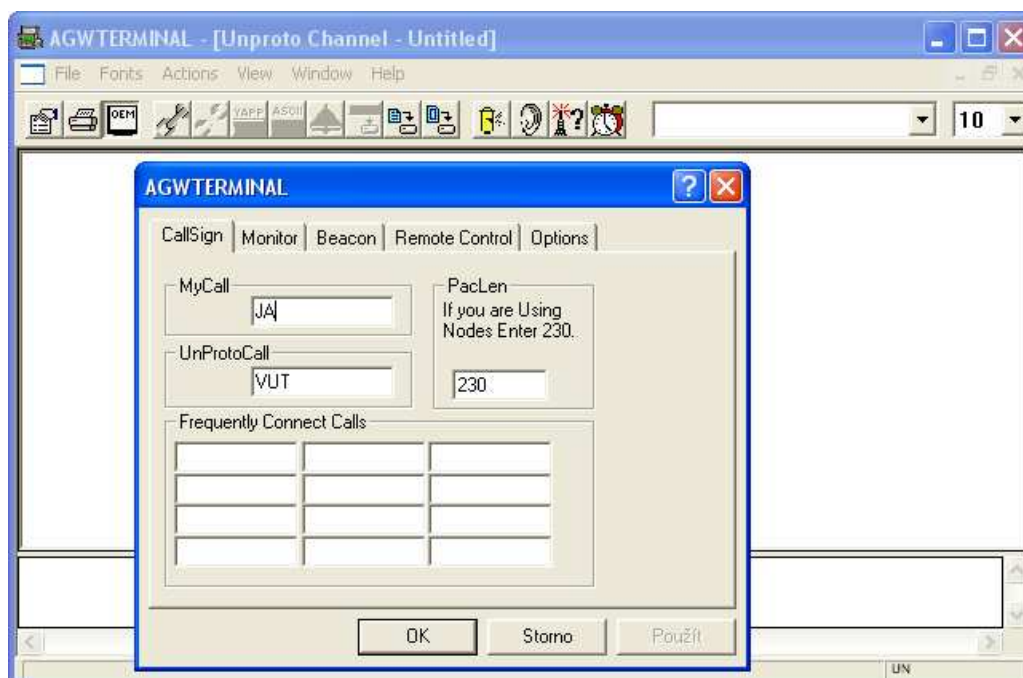 AGWTERMINAL - [Unproto Channel - Untitled]
File Fonts Actions View Window Help
OEM YAPP ASCII ? 10
AGWTERMINAL
CallSign Monitor Beacon Remote Control Options
MyCall
JA
PacLen
If you are Using
Nodes Enter 230.
UnProtoCall
VUT
230
Frequently Connect Calls
OK Storno Použít
UN